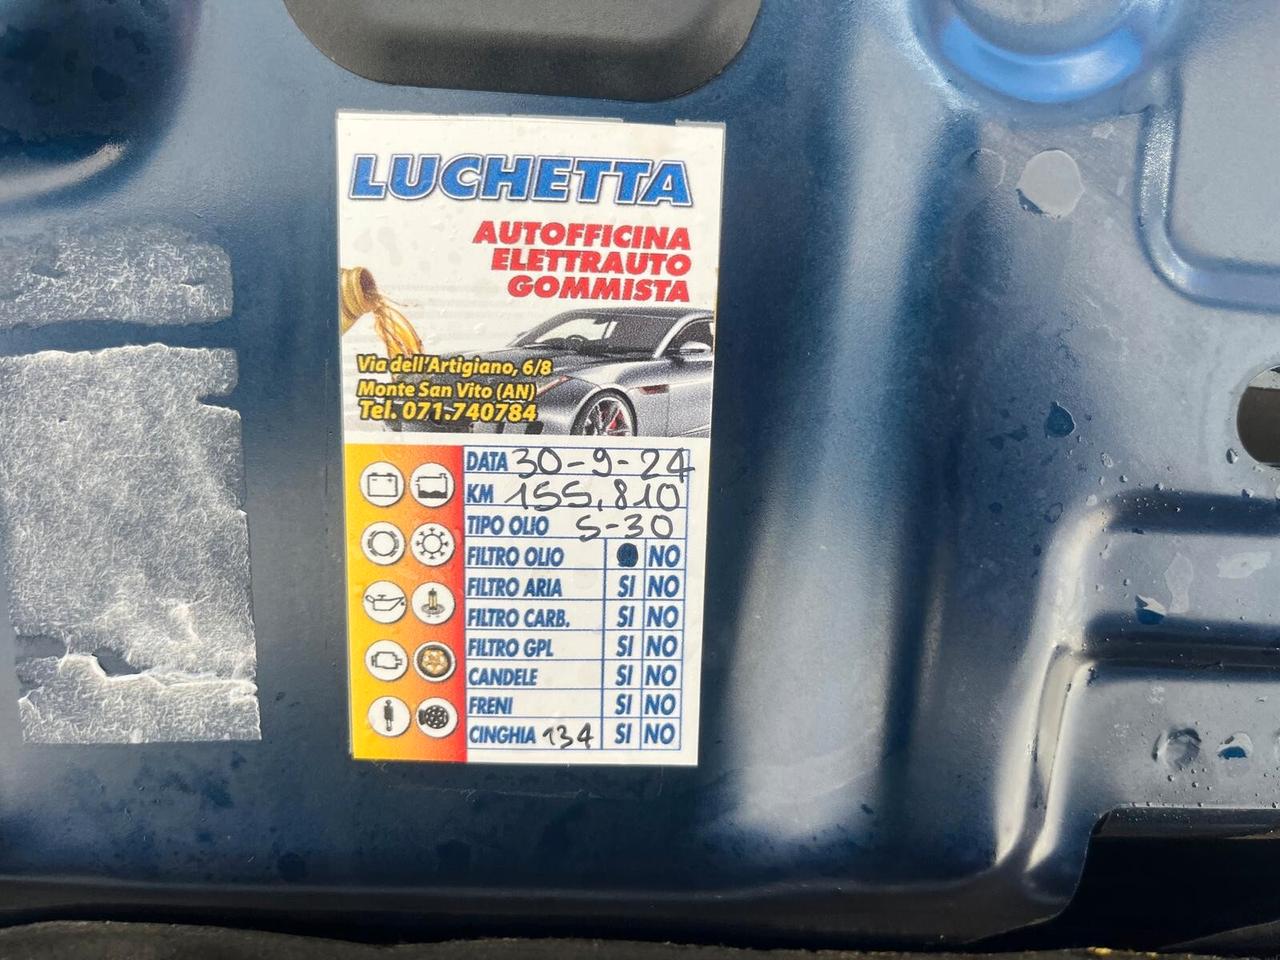 LUCHETTA
AUTOFFICINA
ELETTRAUTO
GOMMISTA
Via dell'Artigiano, 6/8
Monte San Vito (AN)
Tel. 071.740784
DATA 30-9-24
KM 155.810
TIPO OLIO 5-30
FILTRO OLIO NO
FILTRO ARIA SI NO
FILTRO CARB. SI NO
FILTRO GPL SI NO
CANDELE SI NO
FRENI SI NO
CINGHIA 134 SI NO